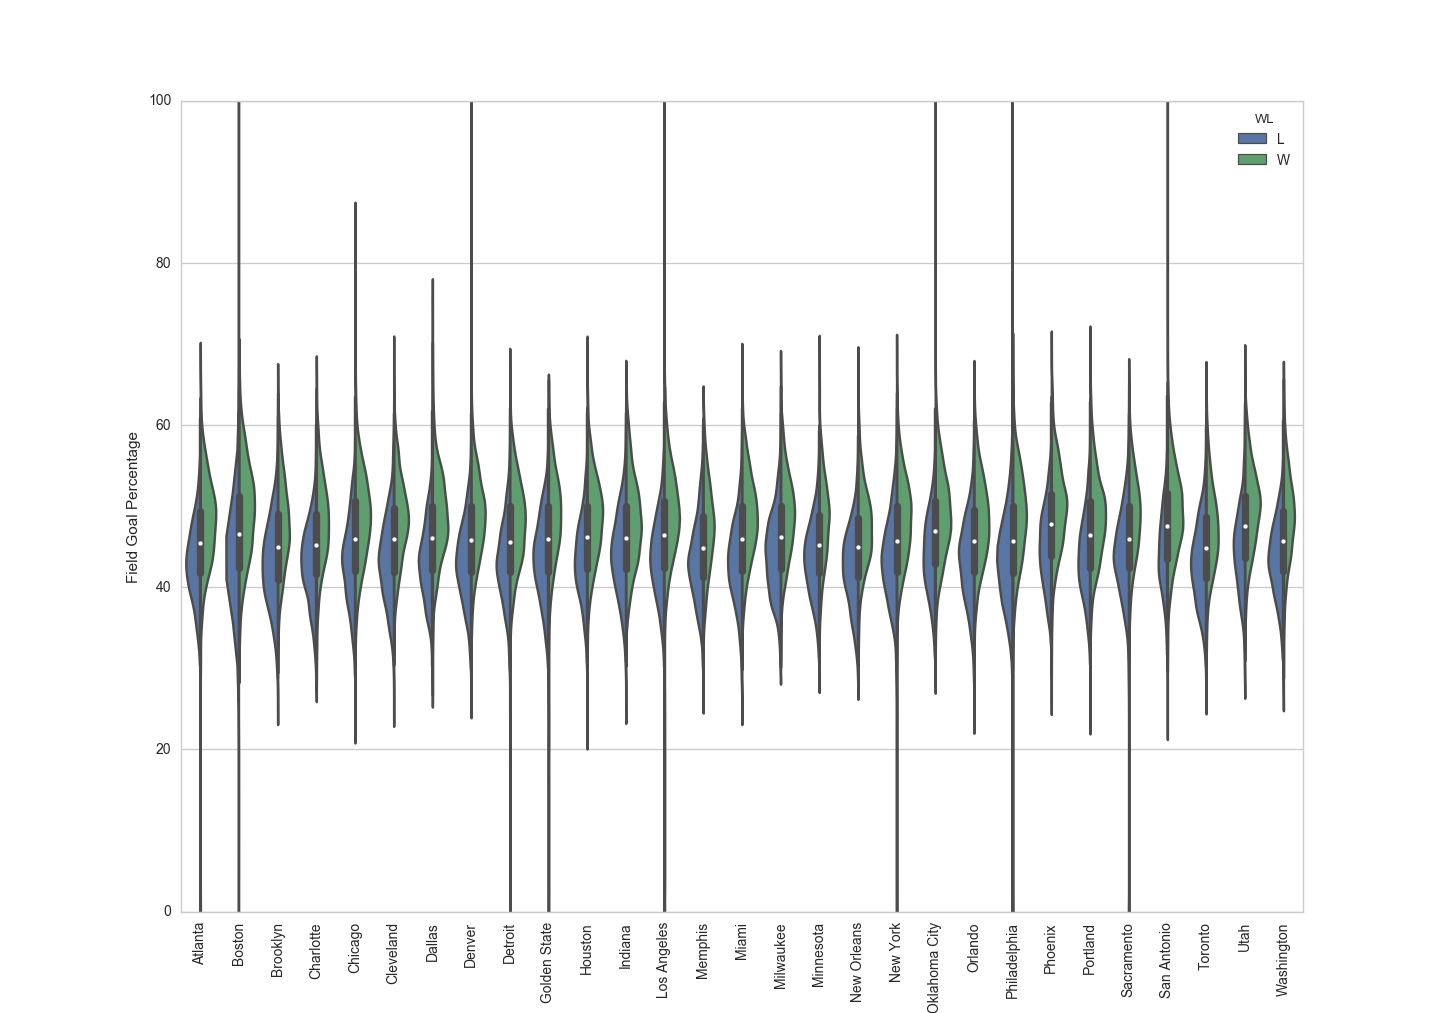 100
80
60
40
20
0
Field Goal Percentage
WL
L
W
Atlanta
Boston
Brooklyn
Charlotte
Chicago
Cleveland
Dallas
Denver
Detroit
Golden State
Houston
Indiana
Los Angeles
Memphis
Miami
Milwaukee
Minnesota
New Orleans
New York
Oklahoma City
Orlando
Philadelphia
Phoenix
Portland
Sacramento
San Antonio
Toronto
Utah
Washington